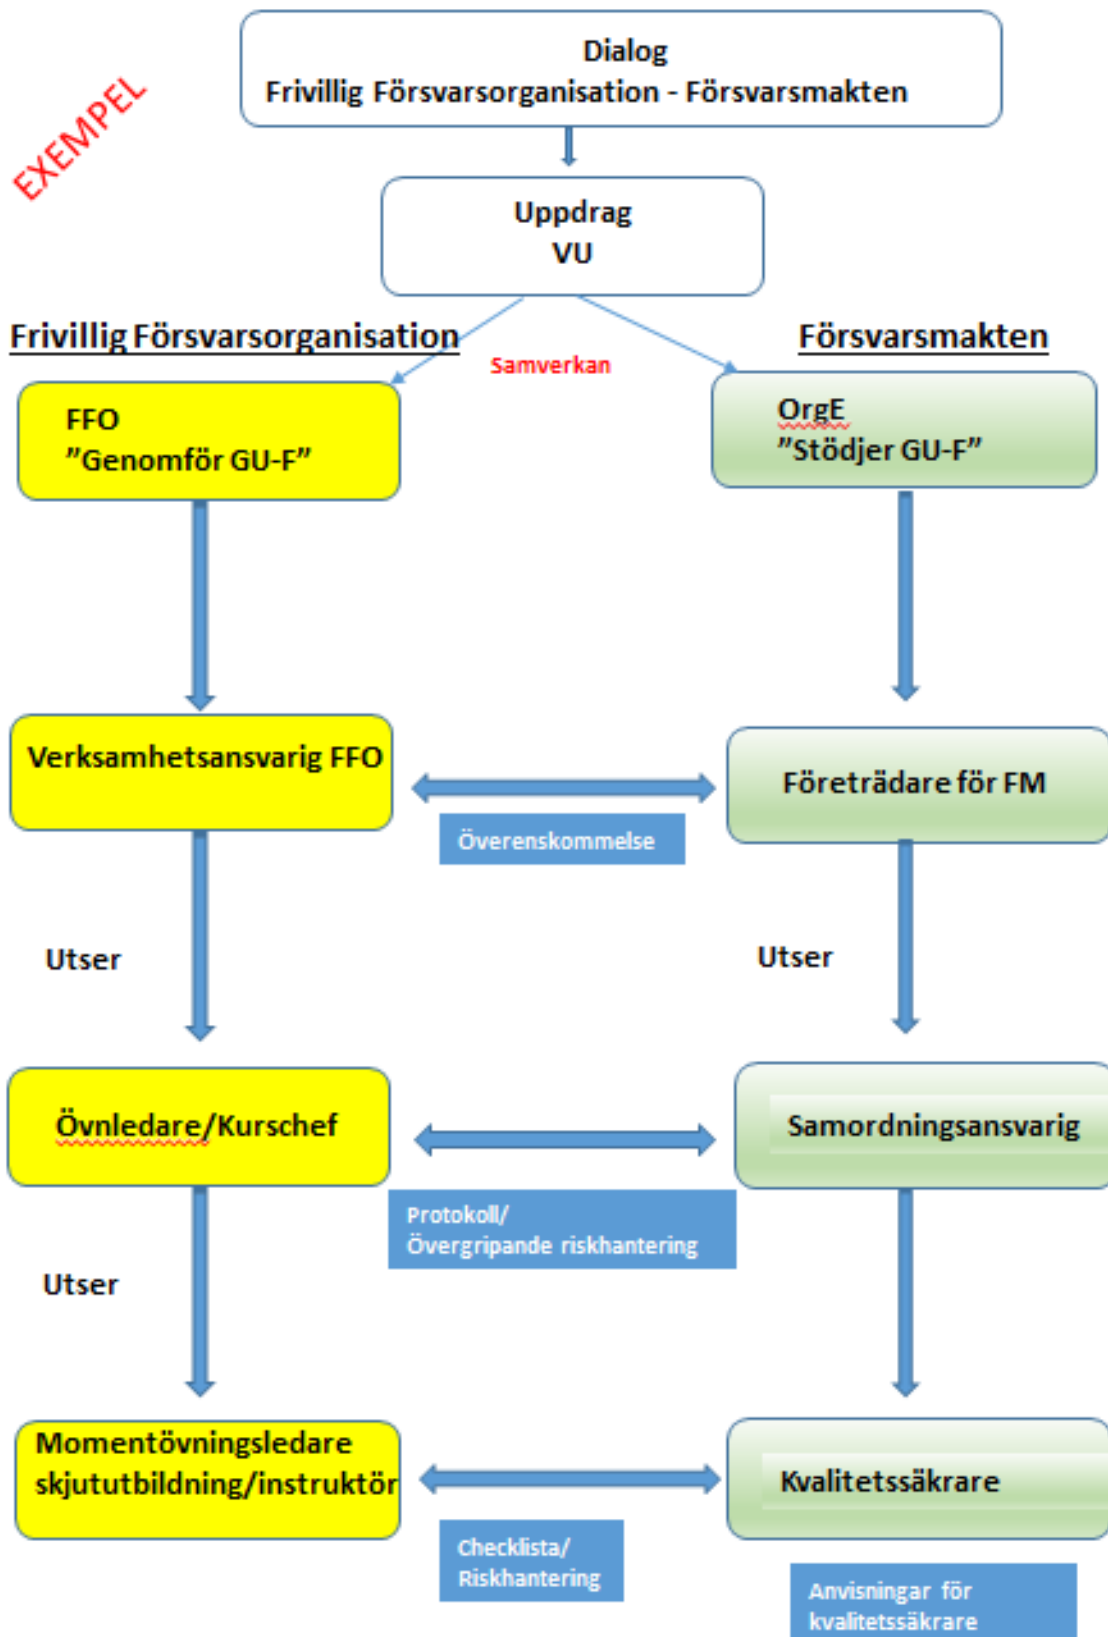 Dialog
Frivillig Försvarsorganisation - Försvarsmakten
EXEMPEL
Uppdrag
VU
Frivillig Försvarsorganisation
Försvarsmakten
Samverkan
FFO
”Genomför GU-F”
OrgE
”Stödjer GU-F”
Verksamhetsansvarig FFO
Företrädare för FM
Överenskommelse
Utser
Utser
Övnledare/Kurschef
Samordningsansvarig
Protokoll/
Övergripande riskhantering
Utser
Momentövningsledare
skjututbildning/instruktör
Kvalitetssäkrare
Checklista/
Riskhantering
Anvisningar för
kvalitetssäkrare